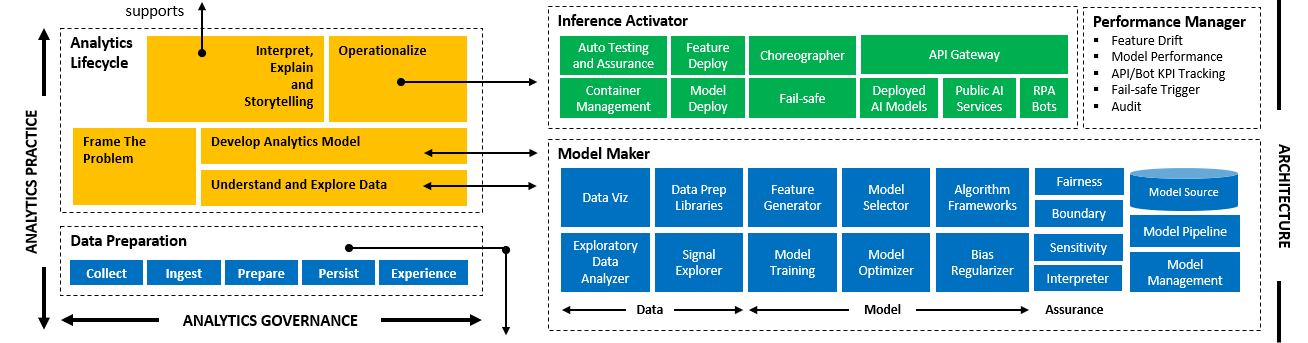 supports
ANALYTICS PRACTICE
Analytics
Lifecycle
Interpret,
Explain
and
Storytelling
Operationalize
Frame The
Problem
Develop Analytics Model
Understand and Explore Data
Data Preparation
Collect
Ingest
Prepare
Persist
Experience
ANALYTICS GOVERNANCE
Inference Activator
Auto Testing
and Assurance
Feature
Deploy
Choreographer
API Gateway
Container
Management
Model
Deploy
Fail-safe
Deployed
AI Models
Public AI
Services
RPA
Bots
Performance Manager
Feature Drift
Model Performance
API/Bot KPI Tracking
Fail-safe Trigger
Audit
Model Maker
Data Viz
Data Prep
Libraries
Feature
Generator
Model
Selector
Algorithm
Frameworks
Fairness
Boundary
Model Source
Exploratory
Data
Analyzer
Signal
Explorer
Model
Training
Model
Optimizer
Bias
Regularizer
Sensitivity
Interpreter
Model Pipeline
Model
Management
Data
Model
Assurance
ARCHITECTURE